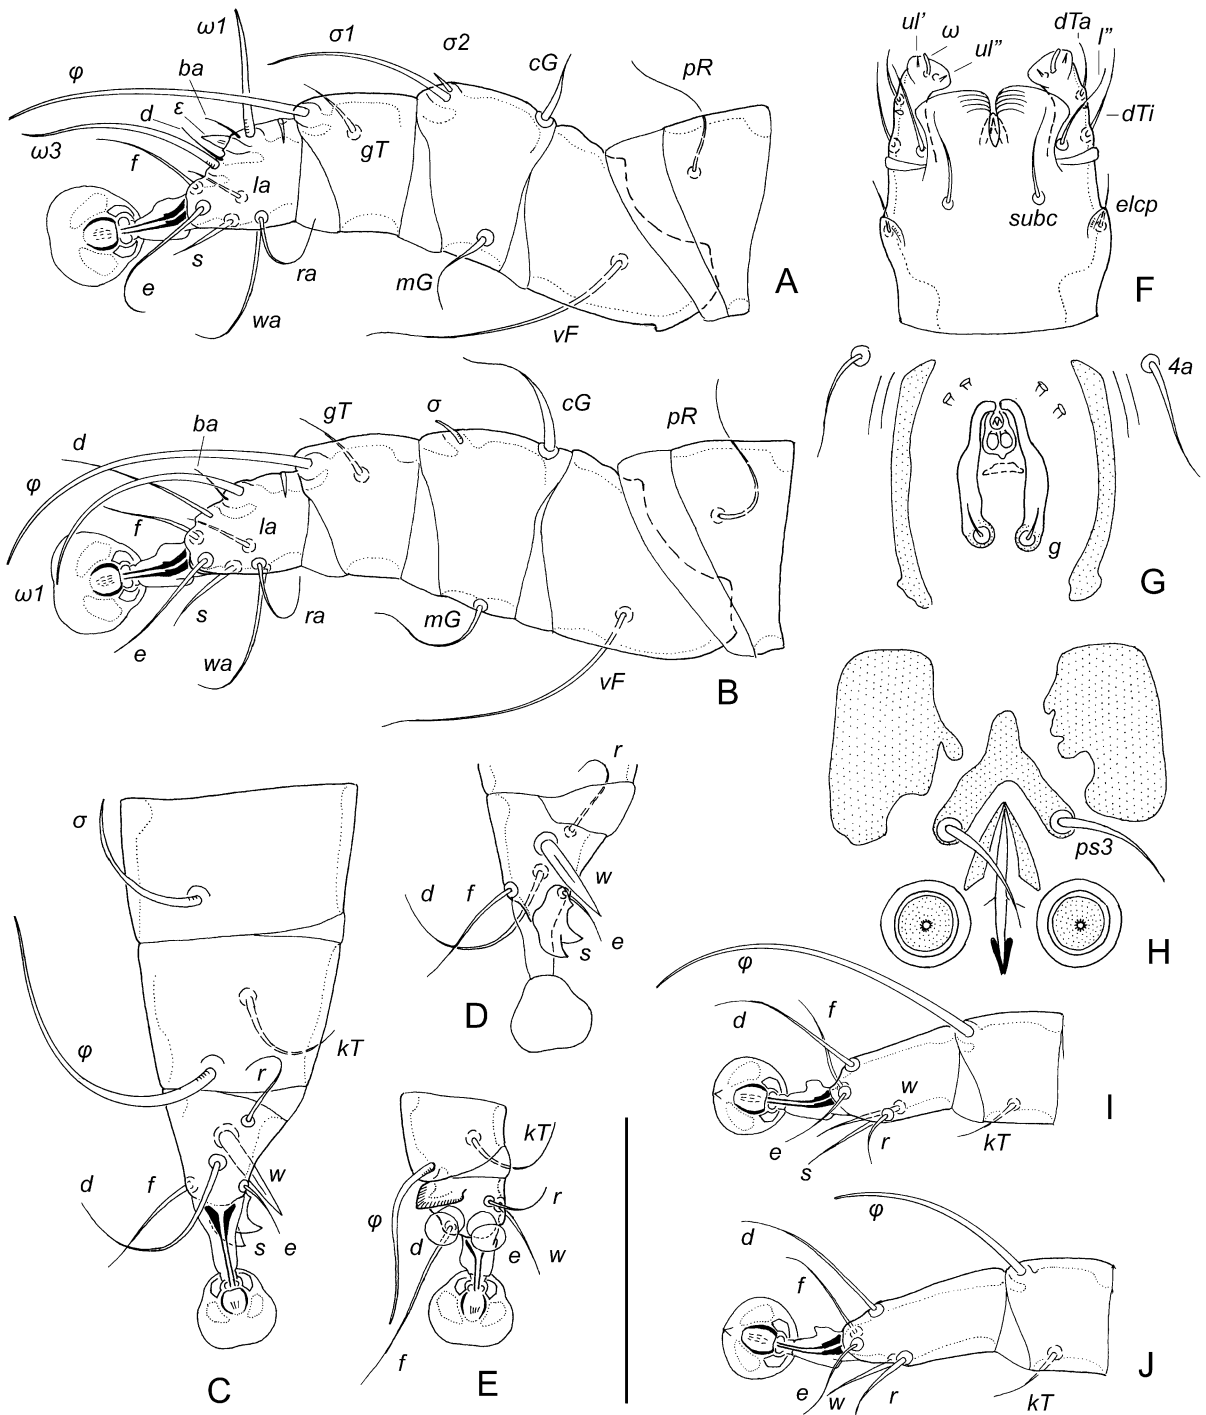 ω1
σ1
σ2
cG
pR
φ
ba
d
ε
ω3
f
la
gT
e
s
wa
ra
mG
vF
A
ul’
ω
ul”
dTa
l”
dTi
subc
elcp
F
4a
g
G
d
ba
gT
σ
cG
pR
φ
f
la
ω1
e
s
wa
ra
mG
vF
B
ps3
H
σ
φ
kT
r
d
f
w
s
e
C
r
d
f
w
s
e
D
kT
φ
d
r
e
w
f
E
φ
d
f
w
e
s
r
kT
I
φ
d
f
e
w
r
kT
J